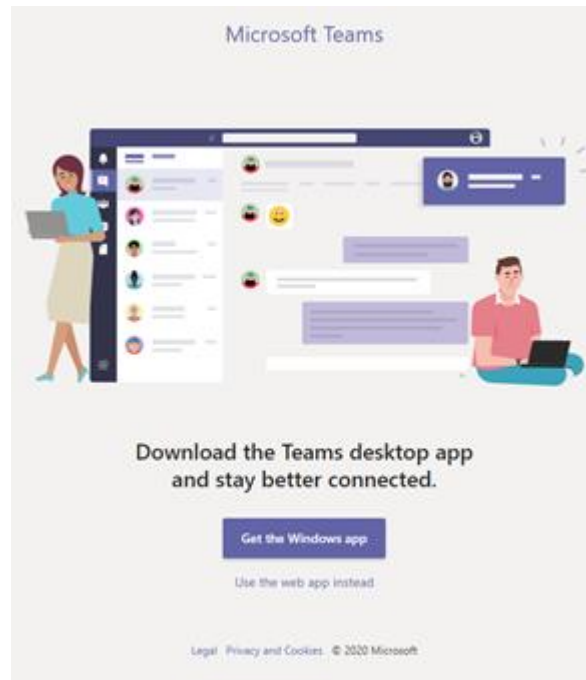 Microsoft Teams
Download the Teams desktop app
and stay better connected.
Get the Windows app
Use the web app instead
Legal Privacy and Cookies © 2020 Microsoft